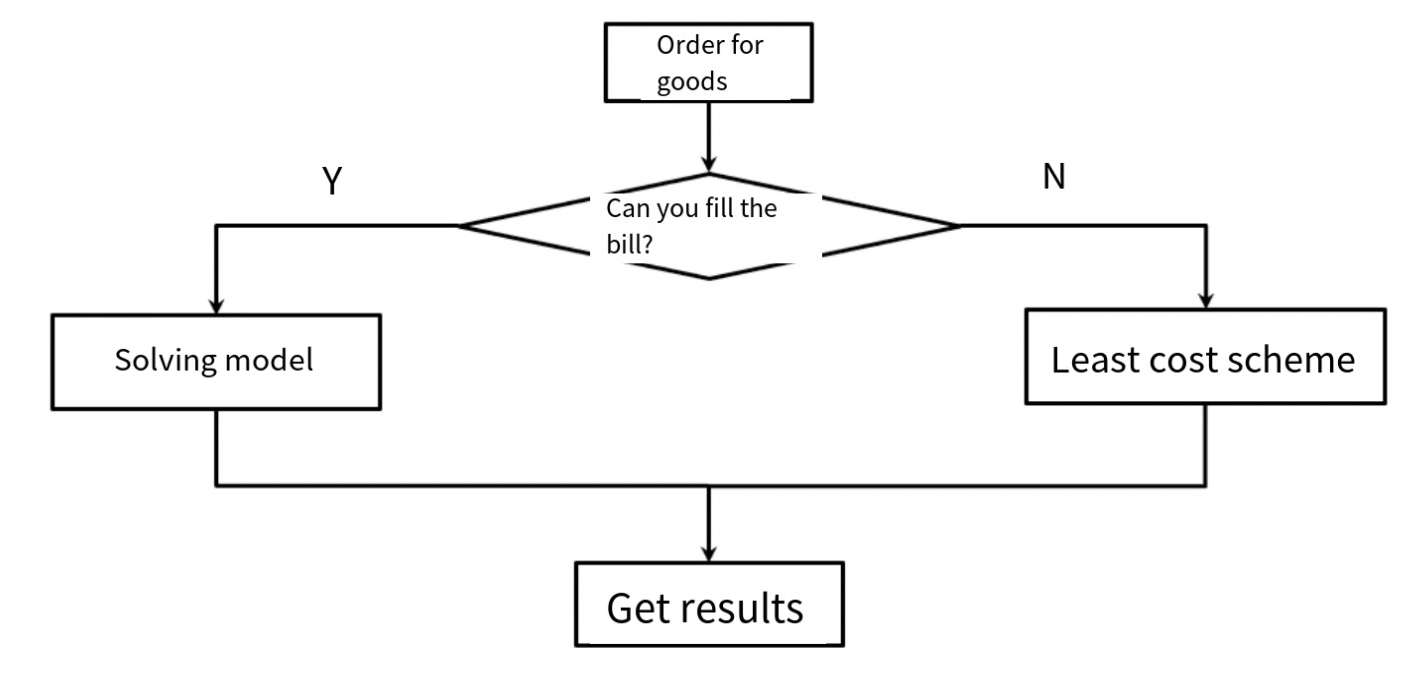 Order for
goods
Y
N
Can you fill the
bill?
Solving model
Least cost scheme
Get results